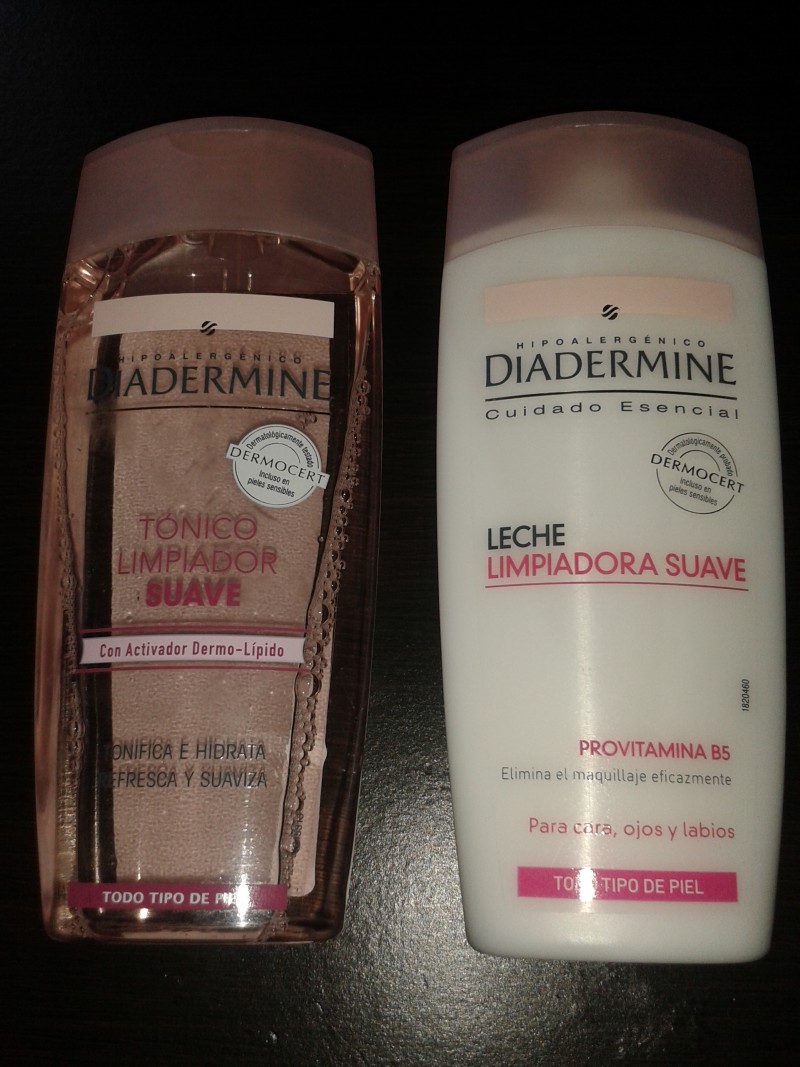 HIPOALERGÉNICO
DIADERMINE
Dermatológicamente testado
DERMOCERT
Incluso en
pieles sensibles
TÓNICO
LIMPIADOR
SUAVE
Con Activador Dermo-Lípido
TONIFICA E HIDRATA
REFRESCA Y SUAVIZA
TODO TIPO DE PIEL
HIPOALERGÉNICO
DIADERMINE
Cuidado Esencial
Dermatológicamente probado
DERMOCERT
Incluso en
pieles sensibles
LECHE
LIMPIADORA SUAVE
1820460
PROVITAMINA B5
Elimina el maquillaje eficazmente
Para cara, ojos y labios
TODO TIPO DE PIEL